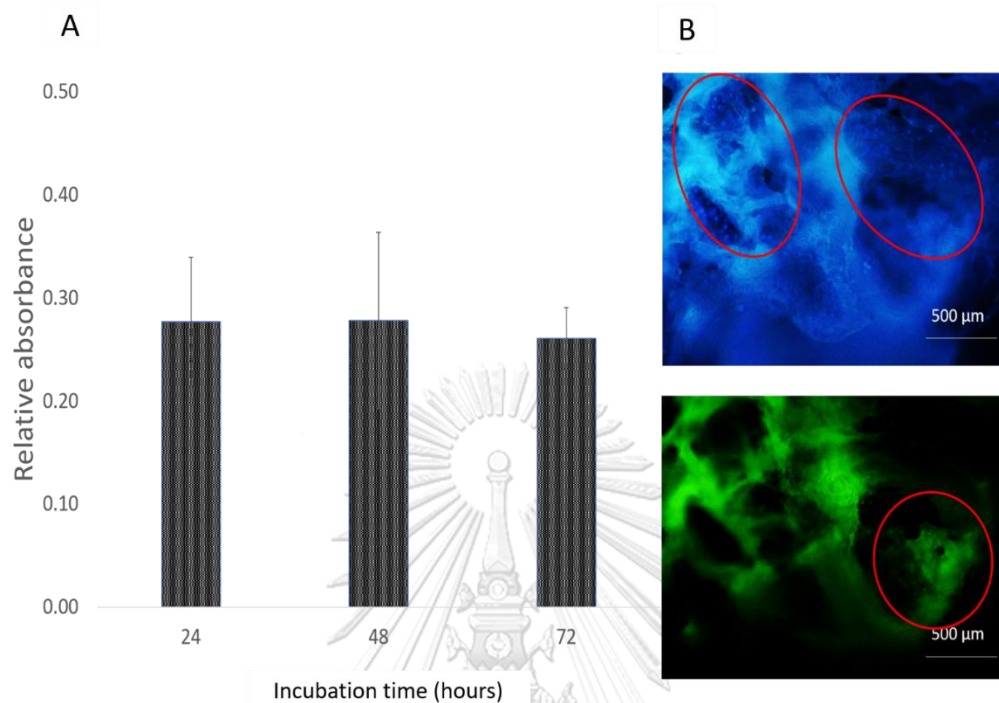 A
B
0.50
0.40
0.30
0.20
0.10
0.00
Relative absorbance
24
48
72
Incubation time (hours)
500 µm
500 µm